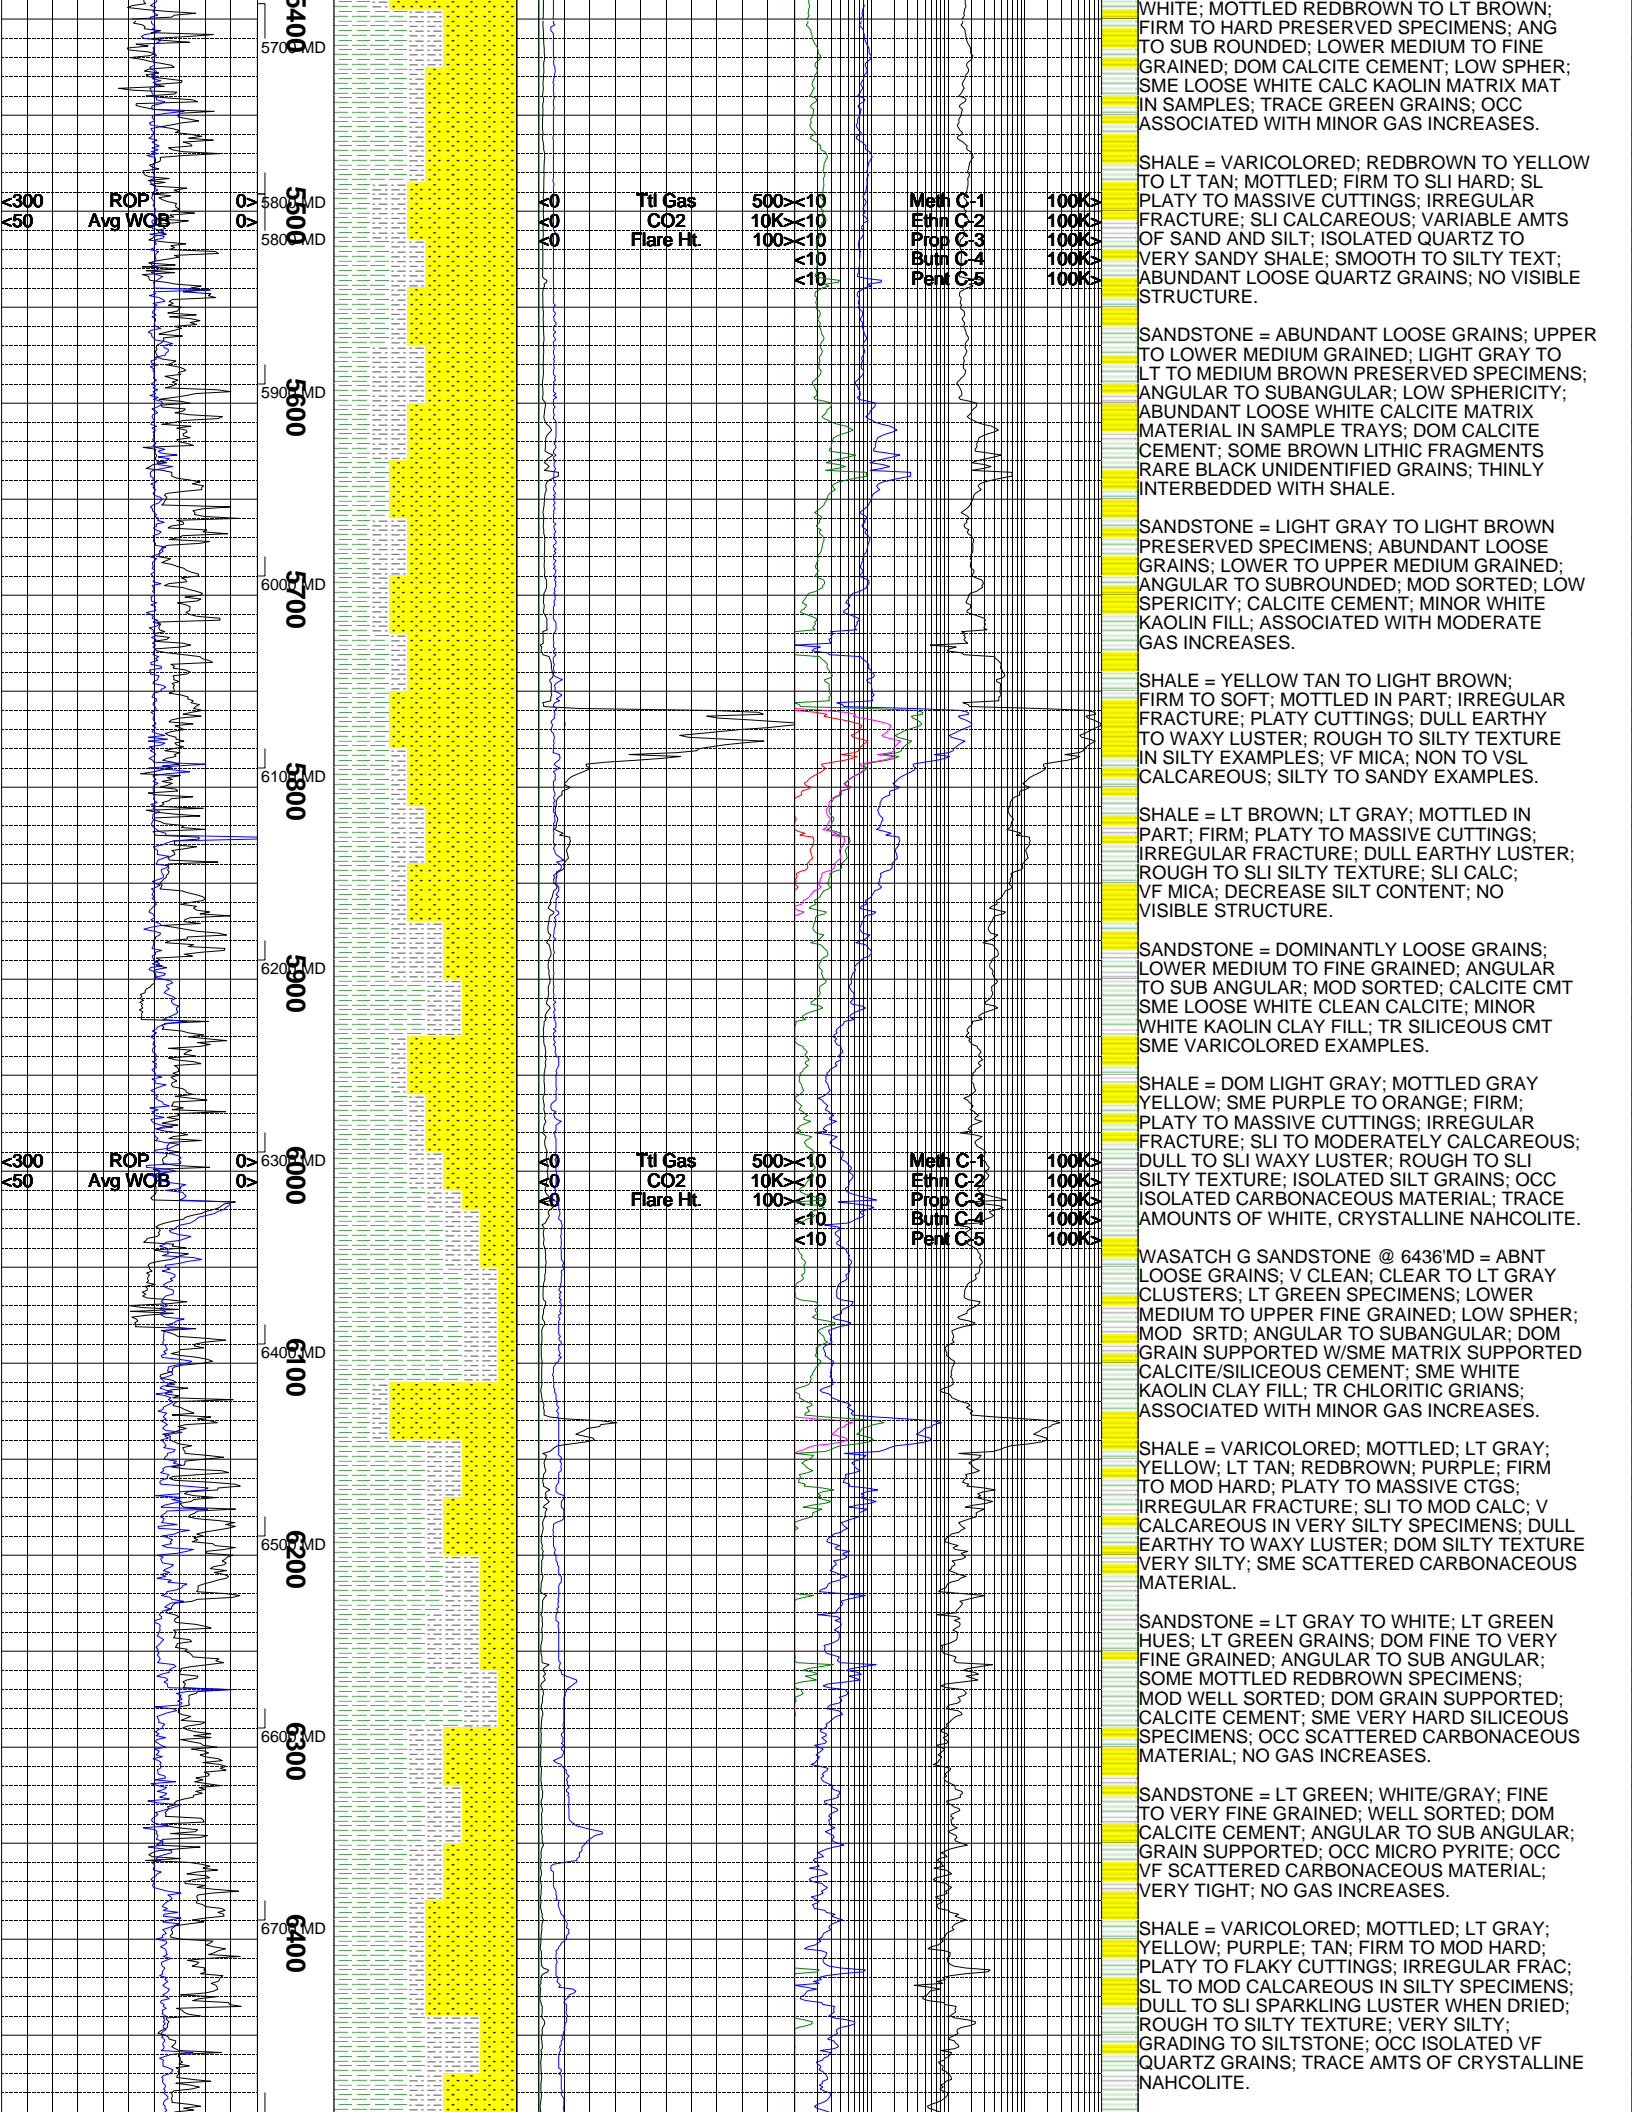 5400
5700 MD
<300 ROP 0>
<50 Avg WOB 0>
5800 MD
5500
5800 MD
<0 Ttl Gas 500>
<0 CO2 10K>
<0 Flare Ht. 100>
<10 Meth C-1 100K>
<10 Ethn C-2 100K>
<10 Prop C-3 100K>
<10 Butn C-4 100K>
<10 Pent C-5 100K>
5900 MD
5600
6000 MD
5700
6100 MD
5800
6200 MD
5900
<300 ROP 0>
<50 Avg WOB 0>
6300 MD
6000
<0 Ttl Gas 500>
<0 CO2 10K>
<0 Flare Ht. 100>
<10 Meth C-1 100K>
<10 Ethn C-2 100K>
<10 Prop C-3 100K>
<10 Butn C-4 100K>
<10 Pent C-5 100K>
6400 MD
6100
6500 MD
6200
6600 MD
6300
6700 MD
6400
WHITE; MOTTLED REDBROWN TO LT BROWN;
FIRM TO HARD PRESERVED SPECIMENS; ANG
TO SUB ROUNDED; LOWER MEDIUM TO FINE
GRAINED; DOM CALCITE CEMENT; LOW SPHER;
SME LOOSE WHITE CALC KAOLIN MATRIX MAT
IN SAMPLES; TRACE GREEN GRAINS; OCC
ASSOCIATED WITH MINOR GAS INCREASES.
SHALE = VARICOLORED; REDBROWN TO YELLOW
TO LT TAN; MOTTLED; FIRM TO SLI HARD; SL
PLATY TO MASSIVE CUTTINGS; IRREGULAR
FRACTURE; SLI CALCAREOUS; VARIABLE AMTS
OF SAND AND SILT; ISOLATED QUARTZ TO
VERY SANDY SHALE; SMOOTH TO SILTY TEXT;
ABUNDANT LOOSE QUARTZ GRAINS; NO VISIBLE
STRUCTURE.
SANDSTONE = ABUNDANT LOOSE GRAINS; UPPER
TO LOWER MEDIUM GRAINED; LIGHT GRAY TO
LT TO MEDIUM BROWN PRESERVED SPECIMENS;
ANGULAR TO SUBANGULAR; LOW SPHERICITY;
ABUNDANT LOOSE WHITE CALCITE MATRIX
MATERIAL IN SAMPLE TRAYS; DOM CALCITE
CEMENT; SOME BROWN LITHIC FRAGMENTS
RARE BLACK UNIDENTIFIED GRAINS; THINLY
INTERBEDDED WITH SHALE.
SANDSTONE = LIGHT GRAY TO LIGHT BROWN
PRESERVED SPECIMENS; ABUNDANT LOOSE
GRAINS; LOWER TO UPPER MEDIUM GRAINED;
ANGULAR TO SUBROUNDED; MOD SORTED; LOW
SPERICITY; CALCITE CEMENT; MINOR WHITE
KAOLIN FILL; ASSOCIATED WITH MODERATE
GAS INCREASES.
SHALE = YELLOW TAN TO LIGHT BROWN;
FIRM TO SOFT; MOTTLED IN PART; IRREGULAR
FRACTURE; PLATY CUTTINGS; DULL EARTHY
TO WAXY LUSTER; ROUGH TO SILTY TEXTURE
IN SILTY EXAMPLES; VF MICA; NON TO VSL
CALCAREOUS; SILTY TO SANDY EXAMPLES.
SHALE = LT BROWN; LT GRAY; MOTTLED IN
PART; FIRM; PLATY TO MASSIVE CUTTINGS;
IRREGULAR FRACTURE; DULL EARTHY LUSTER;
ROUGH TO SLI SILTY TEXTURE; SLI CALC;
VF MICA; DECREASE SILT CONTENT; NO
VISIBLE STRUCTURE.
SANDSTONE = DOMINANTLY LOOSE GRAINS;
LOWER MEDIUM TO FINE GRAINED; ANGULAR
TO SUB ANGULAR; MOD SORTED; CALCITE CMT
SME LOOSE WHITE CLEAN CALCITE; MINOR
WHITE KAOLIN CLAY FILL; TR SILICEOUS CMT
SME VARICOLORED EXAMPLES.
SHALE = DOM LIGHT GRAY; MOTTLED GRAY
YELLOW; SME PURPLE TO ORANGE; FIRM;
PLATY TO MASSIVE CUTTINGS; IRREGULAR
FRACTURE; SLI TO MODERATELY CALCAREOUS;
DULL TO SLI WAXY LUSTER; ROUGH TO SLI
SILTY TEXTURE; ISOLATED SILT GRAINS; OCC
ISOLATED CARBONACEOUS MATERIAL; TRACE
AMOUNTS OF WHITE, CRYSTALLINE NAHCOLITE.
WASATCH G SANDSTONE @ 6436'MD = ABNT
LOOSE GRAINS; V CLEAN; CLEAR TO LT GRAY
CLUSTERS; LT GREEN SPECIMENS; LOWER
MEDIUM TO UPPER FINE GRAINED; LOW SPHER;
MOD SRTD; ANGULAR TO SUBANGULAR; DOM
GRAIN SUPPORTED W/SME MATRIX SUPPORTED
CALCITE/SILICEOUS CEMENT; SME WHITE
KAOLIN CLAY FILL; TR CHLORITIC GRIANS;
ASSOCIATED WITH MINOR GAS INCREASES.
SHALE = VARICOLORED; MOTTLED; LT GRAY;
YELLOW; LT TAN; REDBROWN; PURPLE; FIRM
TO MOD HARD; PLATY TO MASSIVE CTGS;
IRREGULAR FRACTURE; SLI TO MOD CALC; V
CALCAREOUS IN VERY SILTY SPECIMENS; DULL
EARTHY TO WAXY LUSTER; DOM SILTY TEXTURE
VERY SILTY; SME SCATTERED CARBONACEOUS
MATERIAL.
SANDSTONE = LT GRAY TO WHITE; LT GREEN
HUES; LT GREEN GRAINS; DOM FINE TO VERY
FINE GRAINED; ANGULAR TO SUB ANGULAR;
SOME MOTTLED REDBROWN SPECIMENS;
MOD WELL SORTED; DOM GRAIN SUPPORTED;
CALCITE CEMENT; SME VERY HARD SILICEOUS
SPECIMENS; OCC SCATTERED CARBONACEOUS
MATERIAL; NO GAS INCREASES.
SANDSTONE = LT GREEN; WHITE/GRAY; FINE
TO VERY FINE GRAINED; WELL SORTED; DOM
CALCITE CEMENT; ANGULAR TO SUB ANGULAR;
GRAIN SUPPORTED; OCC MICRO PYRITE; OCC
VF SCATTERED CARBONACEOUS MATERIAL;
VERY TIGHT; NO GAS INCREASES.
SHALE = VARICOLORED; MOTTLED; LT GRAY;
YELLOW; PURPLE; TAN; FIRM TO MOD HARD;
PLATY TO FLAKY CUTTINGS; IRREGULAR FRAC;
SL TO MOD CALCAREOUS IN SILTY SPECIMENS;
DULL TO SLI SPARKLING LUSTER WHEN DRIED;
ROUGH TO SILTY TEXTURE; VERY SILTY;
GRADING TO SILTSTONE; OCC ISOLATED VF
QUARTZ GRAINS; TRACE AMTS OF CRYSTALLINE
NAHCOLITE.